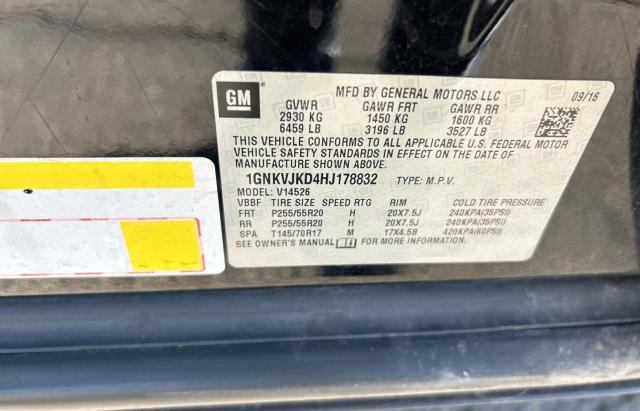 GM
MFD BY GENERAL MOTORS LLC
09/16
GVWR GAWR FRT GAWR RR
2930 KG 1450 KG 1600 KG
6459 LB 3196 LB 3527 LB
THIS VEHICLE CONFORMS TO ALL APPLICABLE U.S. FEDERAL MOTOR
VEHICLE SAFETY STANDARDS IN EFFECT ON THE DATE OF
MANUFACTURE SHOWN ABOVE.
1GNKVJKD4HJ178832 TYPE: M.P.V.
MODEL: V14526
VBBF TIRE SIZE SPEED RTG RIM COLD TIRE PRESSURE
FRT P255/55R20 H 20X7.5J 240KPA(35PSI)
RR P255/55R20 H 20X7.5J 240KPA(35PSI)
SPA T145/70R17 M 17X4.5B 420KPA(60PSI)
SEE OWNER'S MANUAL FOR MORE INFORMATION.